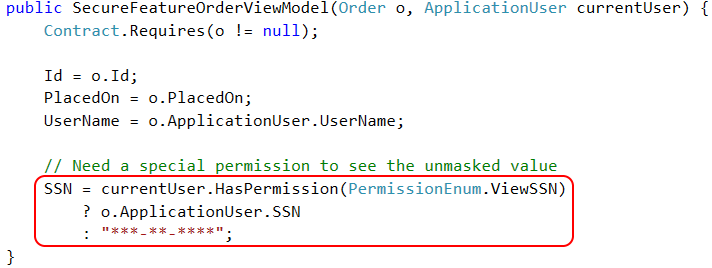 public SecureFeatureOrderViewModel(Order o, ApplicationUser currentUser) {
    Contract.Requires(o != null);

    Id = o.Id;
    PlacedOn = o.PlacedOn;
    UserName = o.ApplicationUser.UserName;

    // Need a special permission to see the unmasked value
    SSN = currentUser.HasPermission(PermissionEnum.ViewSSN)
        ? o.ApplicationUser.SSN
        : "***-**-****";
}